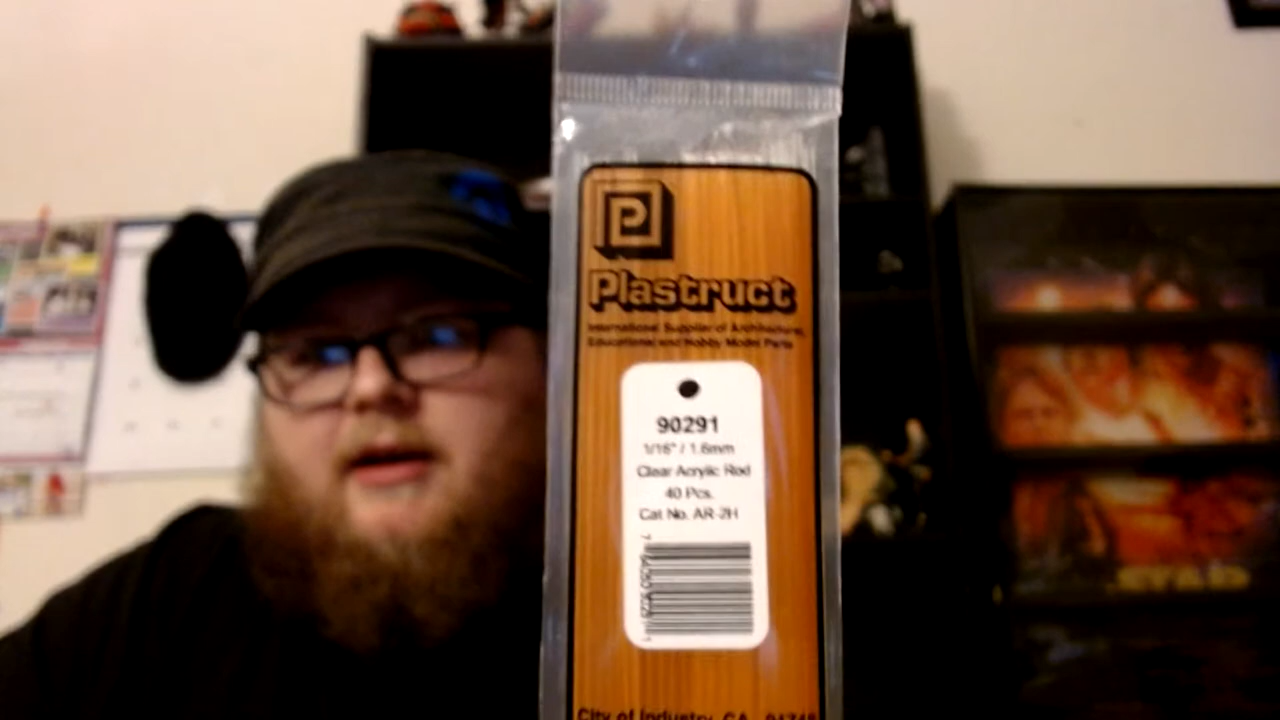 P
Plastruct
International Supplier of Architectural,
Educational and Hobby Model Parts
90291
1/16" / 1.6mm
Clear Acrylic Rod
40 Pcs.
Cat No. AR-2H
City of Industry, CA